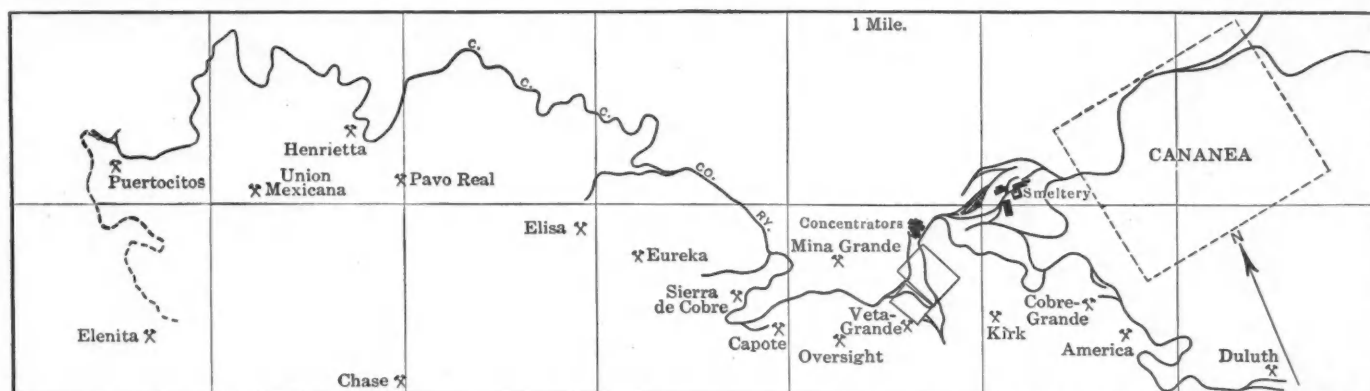 1 Mile.
C.
C.
C.
C.
CO.
RY.
Henrietta
CANANEA
Puertocitos
Union
Mexicana
Pavo Real
Smeltery
Elisa
Concentrators
Mina Grande
N
Eureka
Sierra
de Cobre
Elenita
Capote
Oversight
Veta-
Grande
Kirk
Cobre-
Grande
America
Duluth
Chase